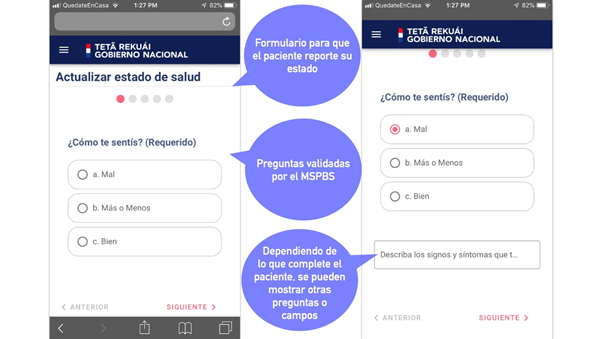 QuedateEnCasa
1:27 PM
TETÃ REKUÁI
GOBIERNO NACIONAL
Actualizar estado de salud
¿Cómo te sentís? (Requerido)
a. Mal
b. Más o Menos
c. Bien
ANTERIOR
SIGUIENTE
Formulario para que
el paciente reporte su
estado
Preguntas validadas
por el MSPBS
Dependiendo de
lo que complete el
paciente, se pueden
mostrar otras
preguntas o
campos
QuedateEnCasa
1:27 PM
TETÃ REKUÁI
GOBIERNO NACIONAL
¿Cómo te sentís? (Requerido)
a. Mal
b. Más o Menos
c. Bien
Describa los signos y síntomas que t...
ANTERIOR
SIGUIENTE